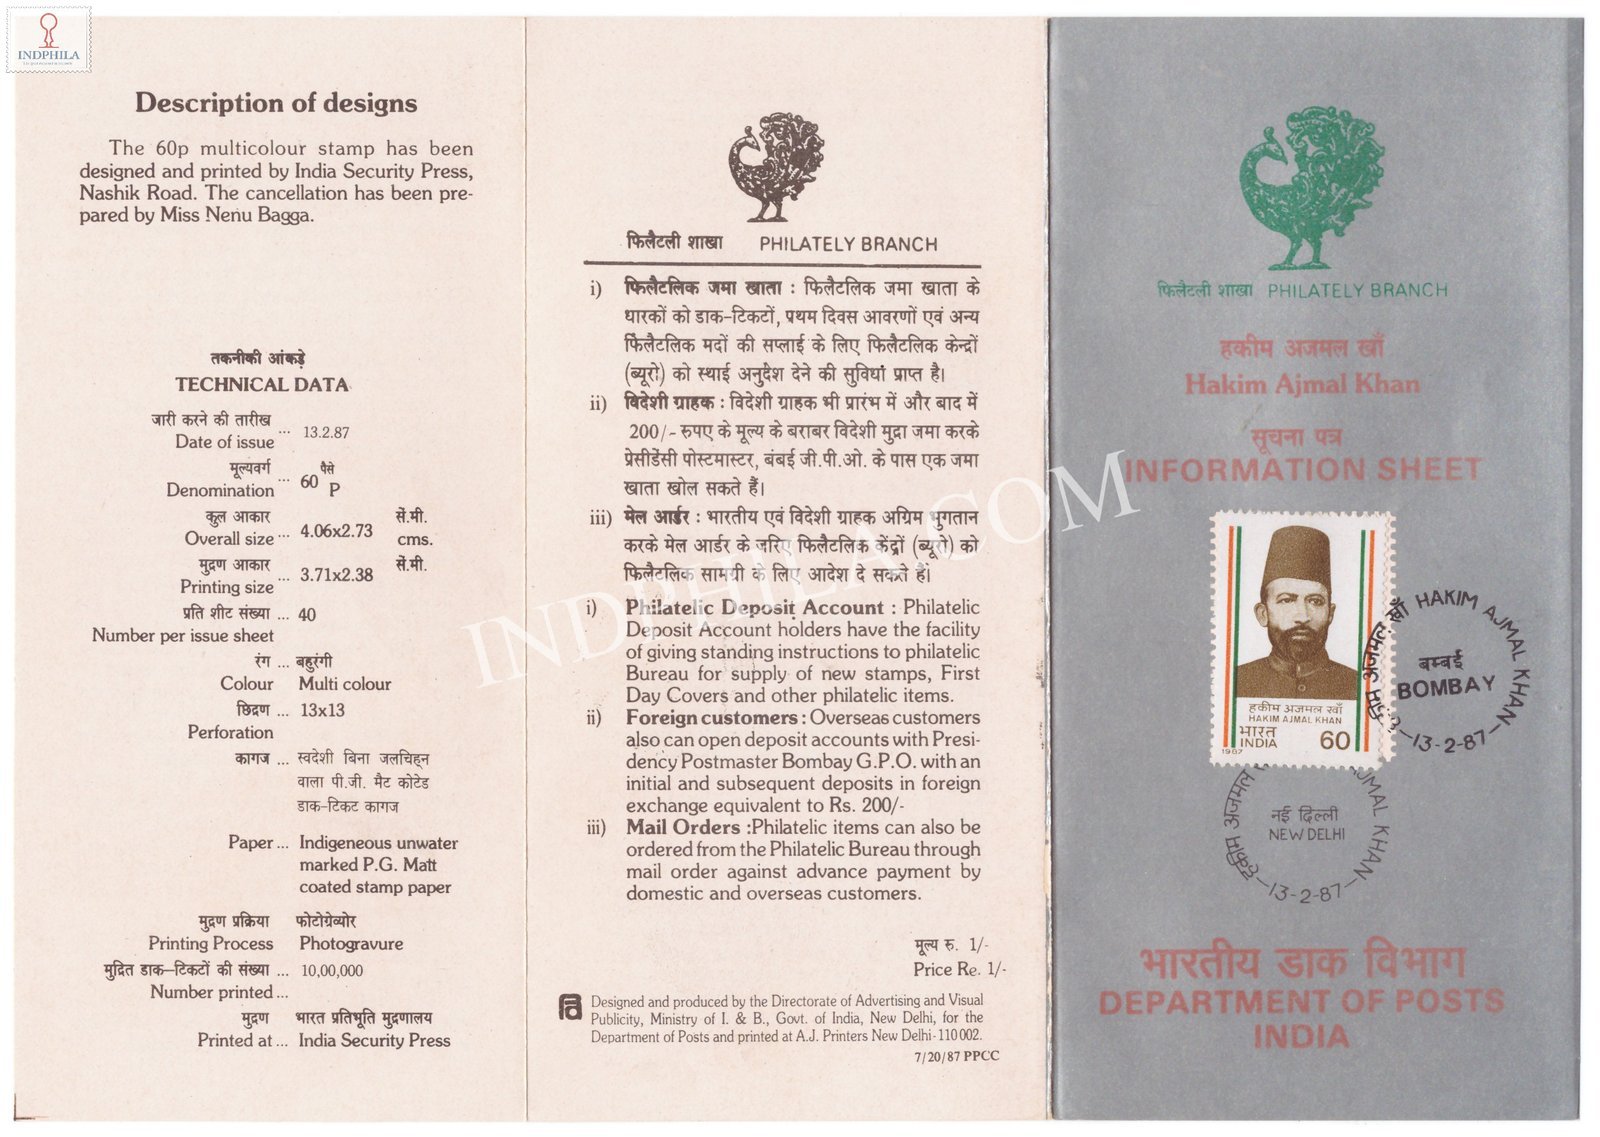 INDPHILA
Description of designs
The 60p multicolour stamp has been
designed and printed by India Security Press,
Nashik Road. The cancellation has been pre-
pared by Miss Nenu Bagga.
तकनीकी आंकड़े
TECHNICAL DATA
जारी करने की तारीख
Date of issue ... 13.2.87
मूल्यवर्ग पैसे
Denomination ... 60 P
कुल आकार सें.मी.
Overall size ... 4.06x2.73 cms.
मुद्रण आकार सें.मी.
Printing size ... 3.71x2.38
प्रति शीट संख्या ... 40
Number per issue sheet
रंग ... बहुरंगी
Colour Multi colour
छिद्रण ... 13x13
Perforation
कागज ... स्वदेशी बिना जलचिह्न
वाला पी.जी. मैट कोटेड
डाक-टिकट कागज
Paper ... Indigeneous unwater
marked P.G. Matt
coated stamp paper
मुद्रण प्रक्रिया फोटोग्रेव्योर
Printing Process Photogravure
मुद्रित डाक-टिकटों की संख्या ... 10,00,000
Number printed ...
मुद्रण भारत प्रतिभूति मुद्रणालय
Printed at ... India Security Press
फिलैटली शाखा PHILATELY BRANCH
i) फिलैटलिक जमा खाता : फिलैटलिक जमा खाता के
धारकों को डाक-टिकटों, प्रथम दिवस आवरणों एवं अन्य
फिलैटलिक मदों की सप्लाई के लिए फिलैटलिक केन्द्रों
(ब्यूरो) को स्थाई अनुदेश देने की सुविधा प्राप्त है।
ii) विदेशी ग्राहक : विदेशी ग्राहक भी प्रारंभ में और बाद में
200/- रुपए के मूल्य के बराबर विदेशी मुद्रा जमा करके
प्रेसीडेंसी पोस्टमास्टर, बंबई जी.पी.ओ. के पास एक जमा
खाता खोल सकते हैं।
iii) मेल आर्डर : भारतीय एवं विदेशी ग्राहक अग्रिम भुगतान
करके मेल आर्डर के जरिए फिलैटलिक केंद्रों (ब्यूरो) को
फिलैटलिक सामग्री के लिए आदेश दे सकते हैं।
i) Philatelic Deposit Account : Philatelic
Deposit Account holders have the facility
of giving standing instructions to philatelic
Bureau for supply of new stamps, First
Day Covers and other philatelic items.
ii) Foreign customers : Overseas customers
also can open deposit accounts with Presi-
dency Postmaster Bombay G.P.O. with an
initial and subsequent deposits in foreign
exchange equivalent to Rs. 200/-
iii) Mail Orders :Philatelic items can also be
ordered from the Philatelic Bureau through
mail order against advance payment by
domestic and overseas customers.
मूल्य रु. 1/-
Price Re. 1/-
Designed and produced by the Directorate of Advertising and Visual
Publicity, Ministry of I. & B., Govt. of India, New Delhi, for the
Department of Posts and printed at A.J. Printers New Delhi-110 002.
7/20/87 PPCC
INDPHILA.COM
फिलैटली शाखा PHILATELY BRANCH
हकीम अजमल खाँ
Hakim Ajmal Khan
सूचना पत्र
INFORMATION SHEET
हकीम अजमल खाँ
HAKIM AJMAL KHAN
भारत
INDIA 60
1987
हकीम अजमल खाँ HAKIM AJMAL KHAN
बम्बई
BOMBAY
13-2-87
हकीम अजमल AJMAL KHAN
नई दिल्ली
NEW DELHI
13-2-87
भारतीय डाक विभाग
DEPARTMENT OF POSTS
INDIA